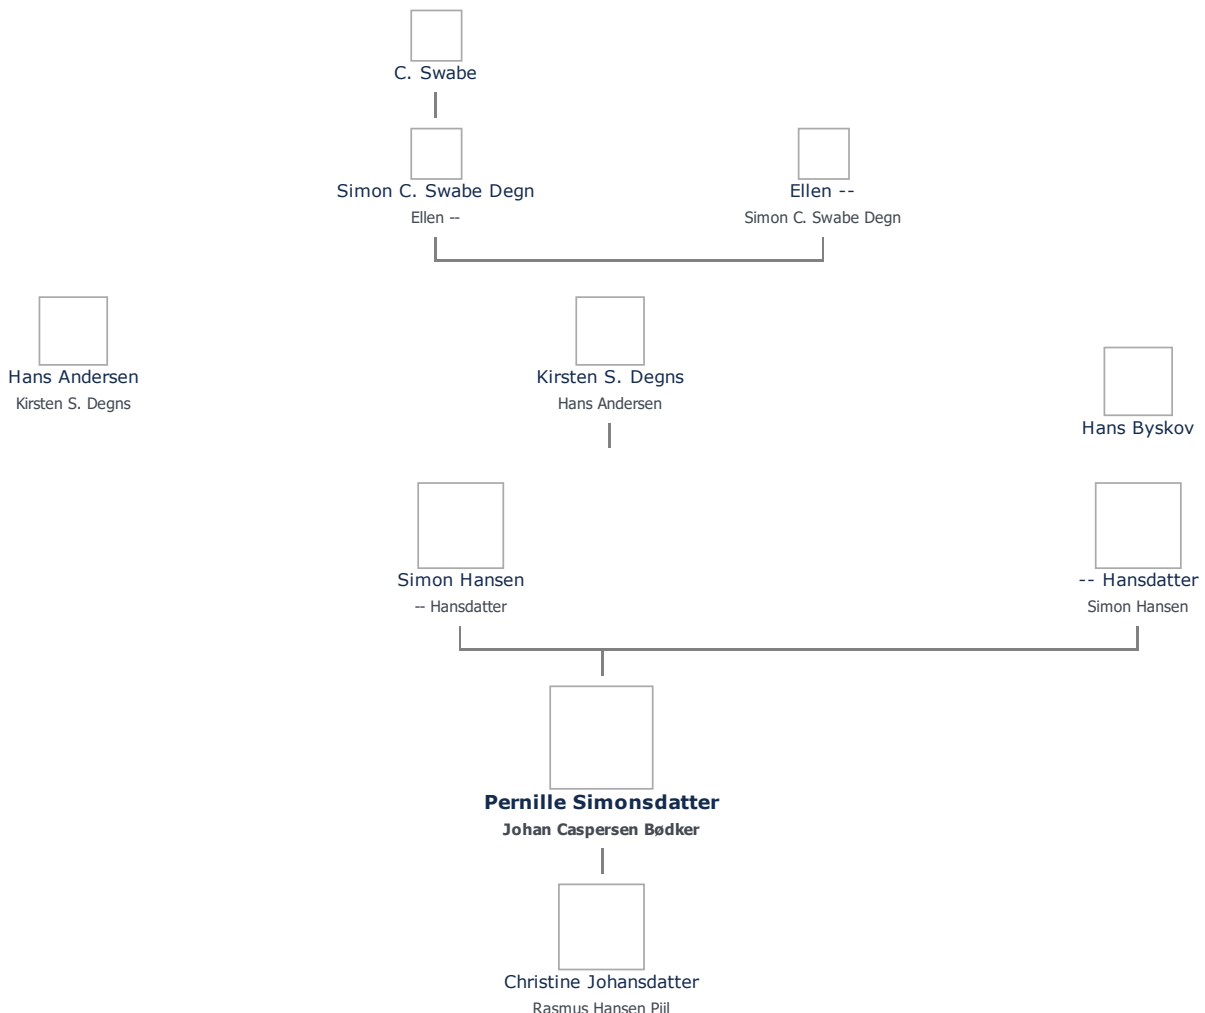 C. Swabe
Simon C. Swabe Degn
Ellen --
Ellen --
Simon C. Swabe Degn
Hans Andersen
Kirsten S. Degns
Kirsten S. Degns
Hans Andersen
Hans Byskov
Simon Hansen
-- Hansdatter
-- Hansdatter
Simon Hansen
Pernille Simonsdatter
Johan Caspersen Bødker
Christine Johansdatter
Rasmus Hansen Piil